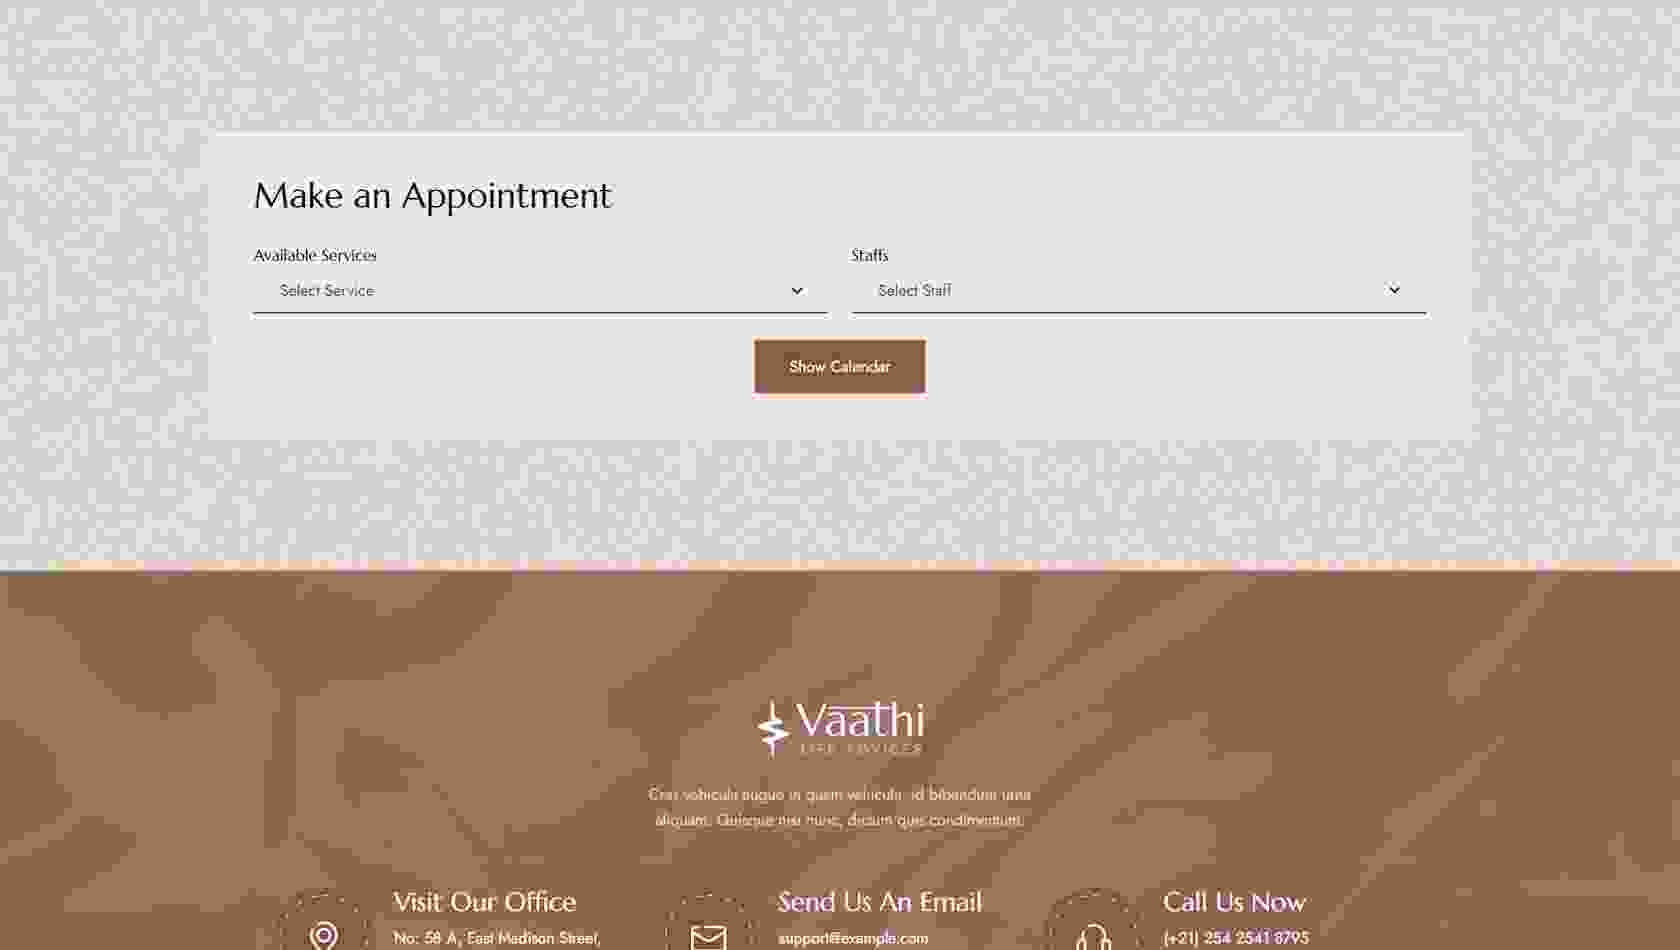 Make an Appointment
Available Services
Staffs
Select Service
Select Staff
Show Calendar
Vaathi
LIFE ADVICES
Cras vehicula augue in quam vehicula, id bibendum urna
aliquam. Quisque nisi nunc, dictum quis condimentum.
Visit Our Office
Send Us An Email
Call Us Now
No: 58 A, East Madison Street,
support@example.com
(+21) 254 2541 8795